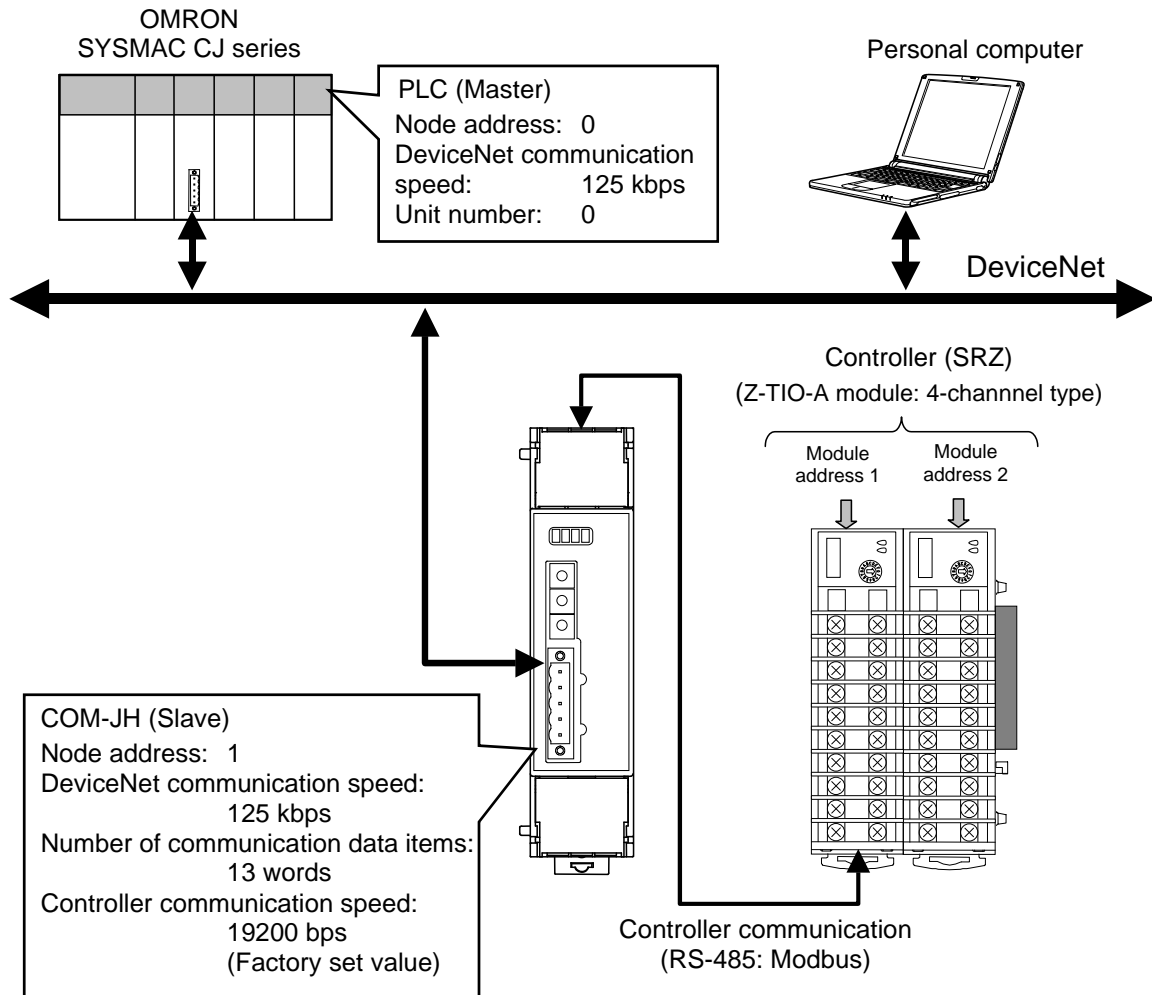 OMRON
SYSMAC CJ series
PLC (Master)
Node address: 0
DeviceNet communication
speed: 125 kbps
Unit number: 0
Personal computer
DeviceNet
Controller (SRZ)
(Z-TIO-A module: 4-channnel type)
Module
address 1
Module
address 2
COM-JH (Slave)
Node address: 1
DeviceNet communication speed:
125 kbps
Number of communication data items:
13 words
Controller communication speed:
19200 bps
(Factory set value)
Controller communication
(RS-485: Modbus)